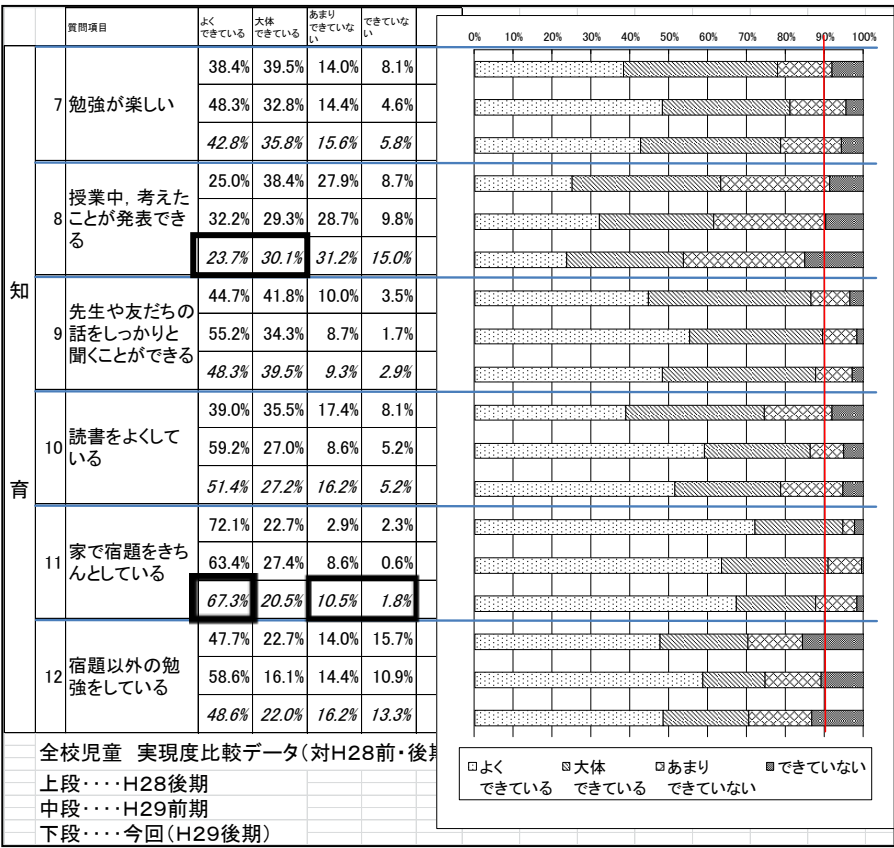 質問項目 よくできている 大体できている あまりできていない できていない
0% 10% 20% 30% 40% 50% 60% 70% 80% 90% 100%
知育
7 勉強が楽しい
38.4% 39.5% 14.0% 8.1%
48.3% 32.8% 14.4% 4.6%
42.8% 35.8% 15.6% 5.8%
8 授業中，考えた
ことが発表でき
る
25.0% 38.4% 27.9% 8.7%
32.2% 29.3% 28.7% 9.8%
23.7% 30.1% 31.2% 15.0%
9 先生や友だちの
話をしっかりと
聞くことができる
44.7% 41.8% 10.0% 3.5%
55.2% 34.3% 8.7% 1.7%
48.3% 39.5% 9.3% 2.9%
10 読書をよくして
いる
39.0% 35.5% 17.4% 8.1%
59.2% 27.0% 8.6% 5.2%
51.4% 27.2% 16.2% 5.2%
11 家で宿題をきち
んとしている
72.1% 22.7% 2.9% 2.3%
63.4% 27.4% 8.6% 0.6%
67.3% 20.5% 10.5% 1.8%
12 宿題以外の勉
強をしている
47.7% 22.7% 14.0% 15.7%
58.6% 16.1% 14.4% 10.9%
48.6% 22.0% 16.2% 13.3%
全校児童 実現度比較データ（対H28前・後
上段････H28後期
中段････H29前期
下段････今回（H29後期）
よく
できている
大体
できている
あまり
できていない
できていない